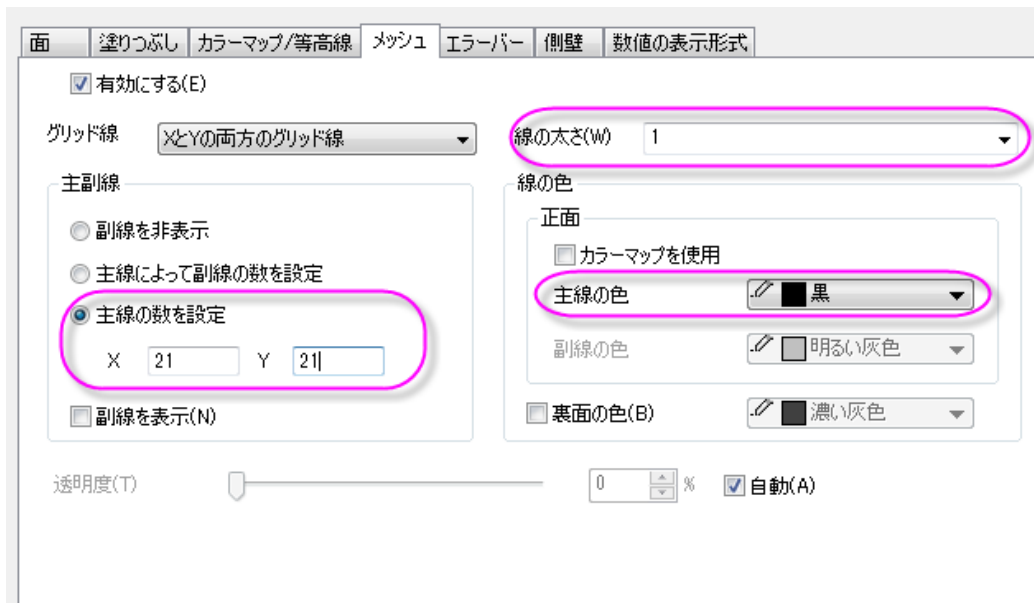 面 塗りつぶし カラーマップ/等高線 メッシュ エラーバー 側壁 数値の表示形式
有効にする(E)
グリッド線 XとYの両方のグリッド線
線の太さ(W) 1
主副線
副線を非表示
主線によって副線の数を設定
主線の数を設定
X 21 Y 21
副線を表示(N)
線の色
正面
カラーマップを使用
主線の色 黒
副線の色 明るい灰色
裏面の色(B) 濃い灰色
透明度(T) 0 % 自動(A)